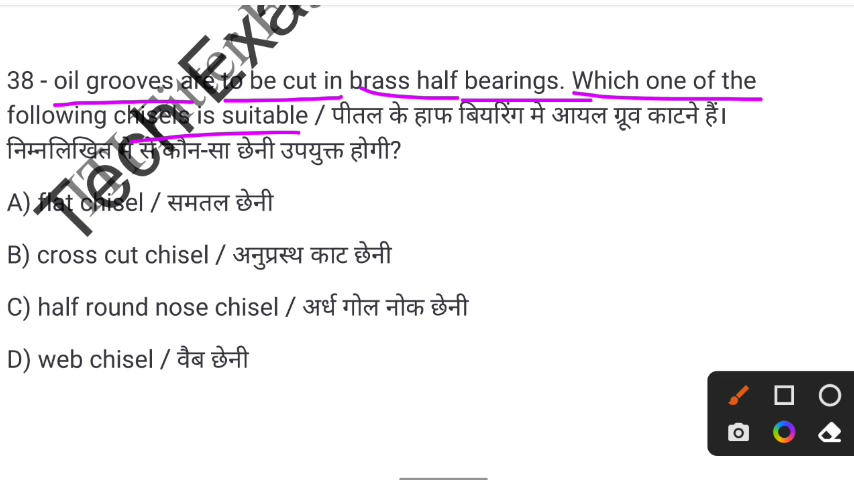 38 - oil grooves are to be cut in brass half bearings. Which one of the
following chisels is suitable / पीतल के हाफ बियरिंग मे आयल ग्रूव काटने हैं।
निम्नलिखित में से कौन-सा छेनी उपयुक्त होगी?
A) flat chisel / समतल छेनी
B) cross cut chisel / अनुप्रस्थ काट छेनी
C) half round nose chisel / अर्ध गोल नोक छेनी
D) web chisel / वैब छेनी
Tech Exa